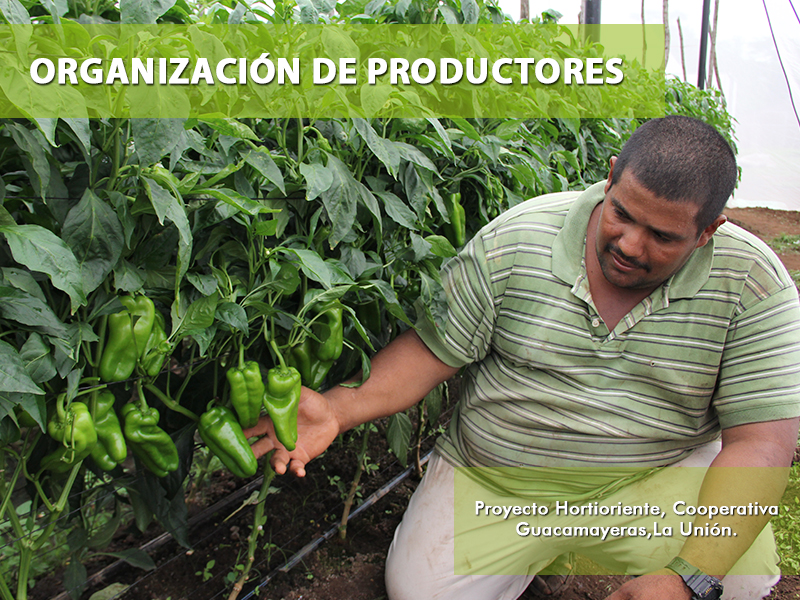 ORGANIZACIÓN DE PRODUCTORES
Proyecto Hortioriente, Cooperativa
Guacamayeras,La Unión.